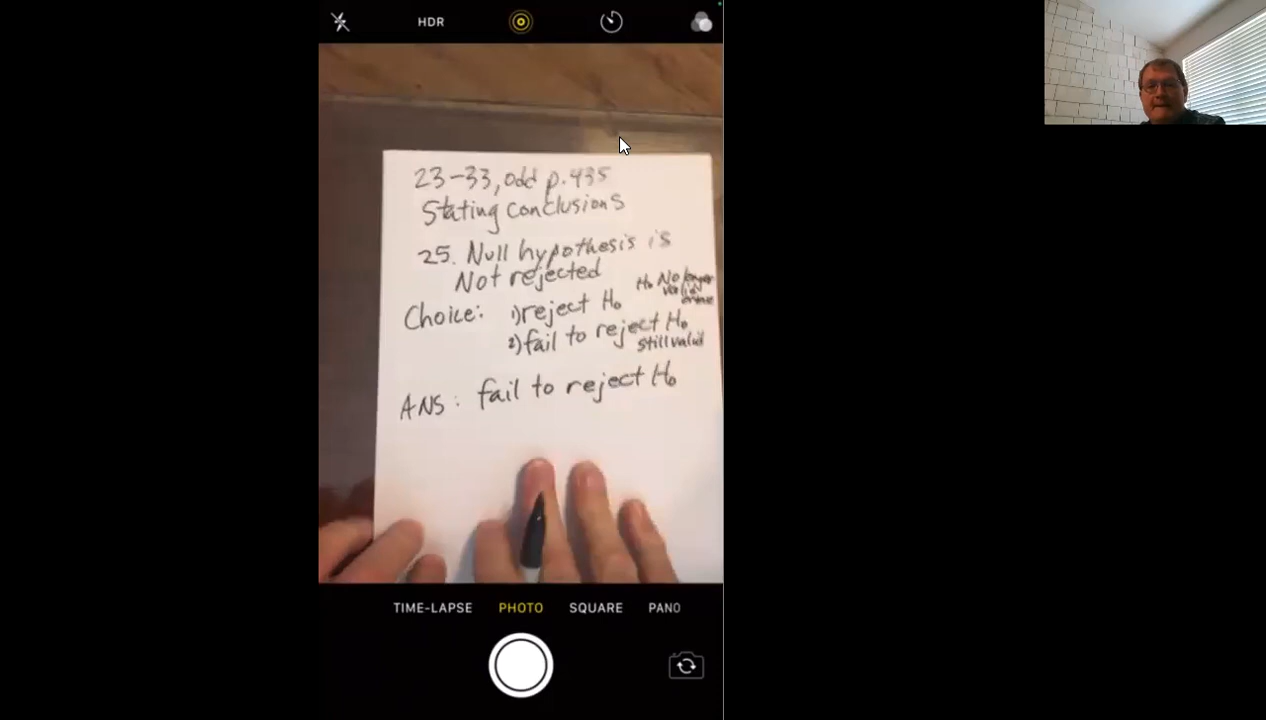 HDR
23-33, odd p.435
Stating conclusions
25. Null hypothesis is
Not rejected
Ho No longer
valid
Choice: 1) reject Ho
2) fail to reject Ho
still valid
ANS: fail to reject Ho
TIME-LAPSE PHOTO SQUARE PANO